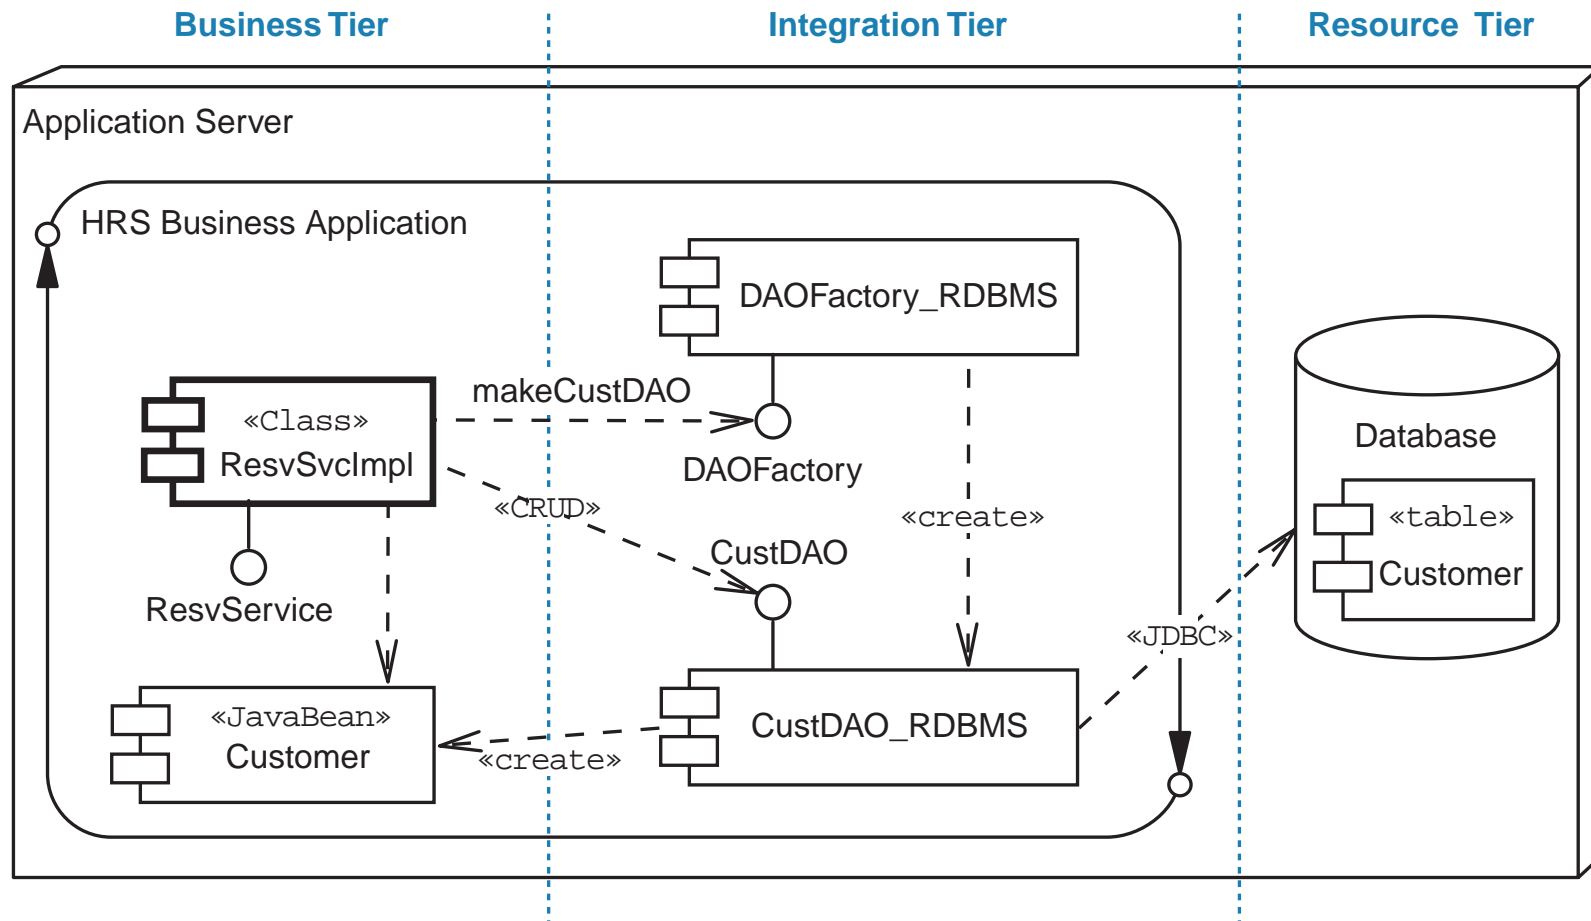 Business Tier
Integration Tier
Resource Tier
Application Server
HRS Business Application
DAOFactory_RDBMS
makeCustDAO
«Class»
ResvSvcImpl
DAOFactory
Database
«CRUD»
«create»
«table»
CustDAO
Customer
ResvService
«JDBC»
«JavaBean»
Customer
«create»
CustDAO_RDBMS